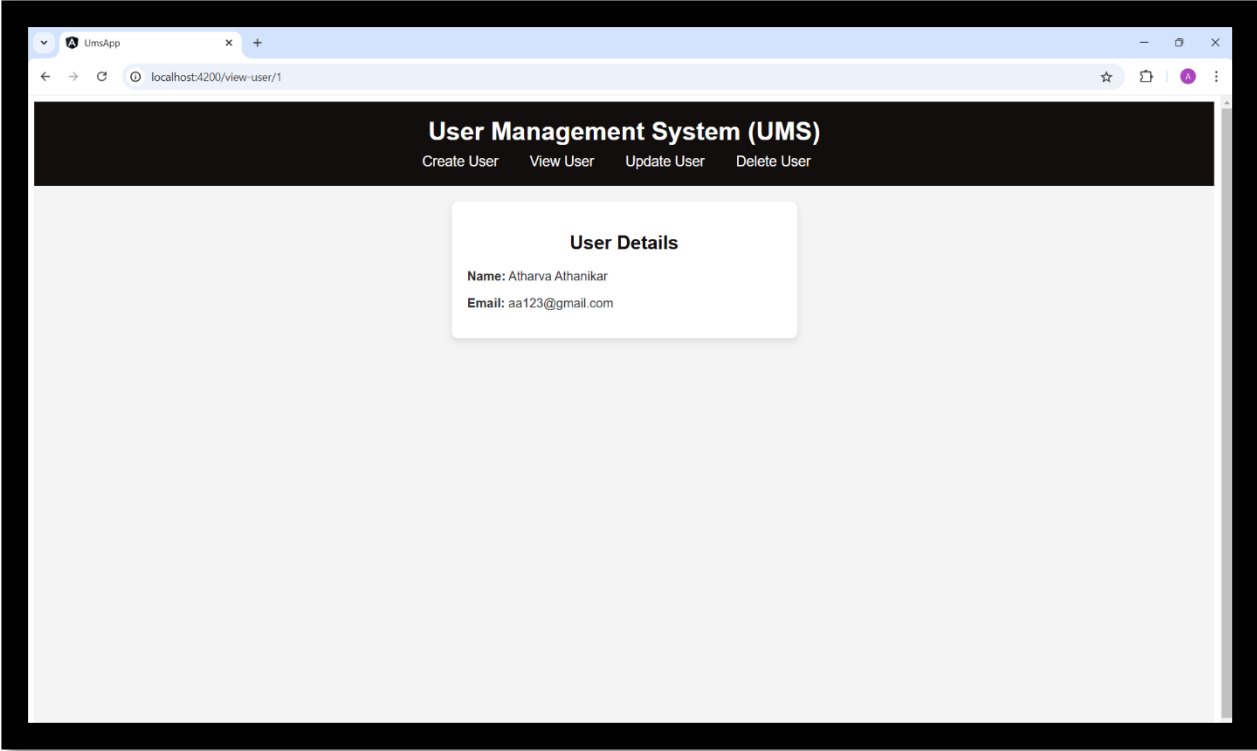 UmsApp
localhost:4200/view-user/1
A
User Management System (UMS)
Create User View User Update User Delete User
User Details
Name: Atharva Athanikar
Email: aa123@gmail.com